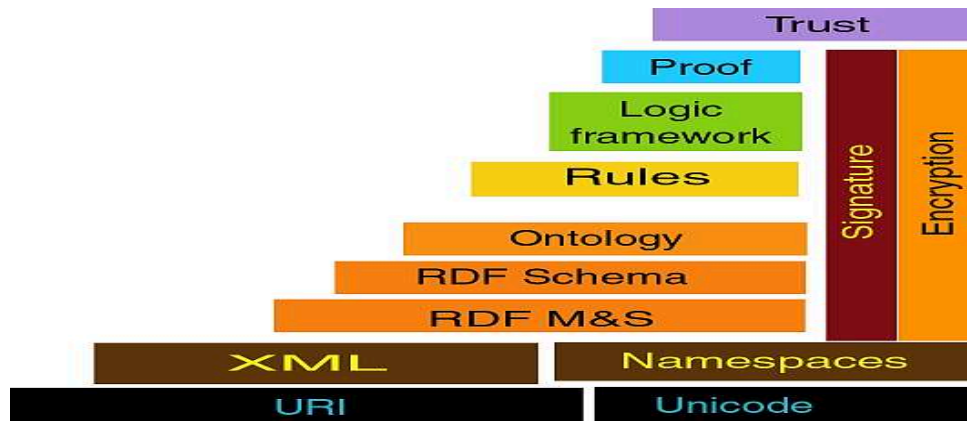 Trust
Proof
Logic
framework
Rules
Ontology
RDF Schema
RDF M&S
Signature
Encryption
XML
Namespaces
URI
Unicode